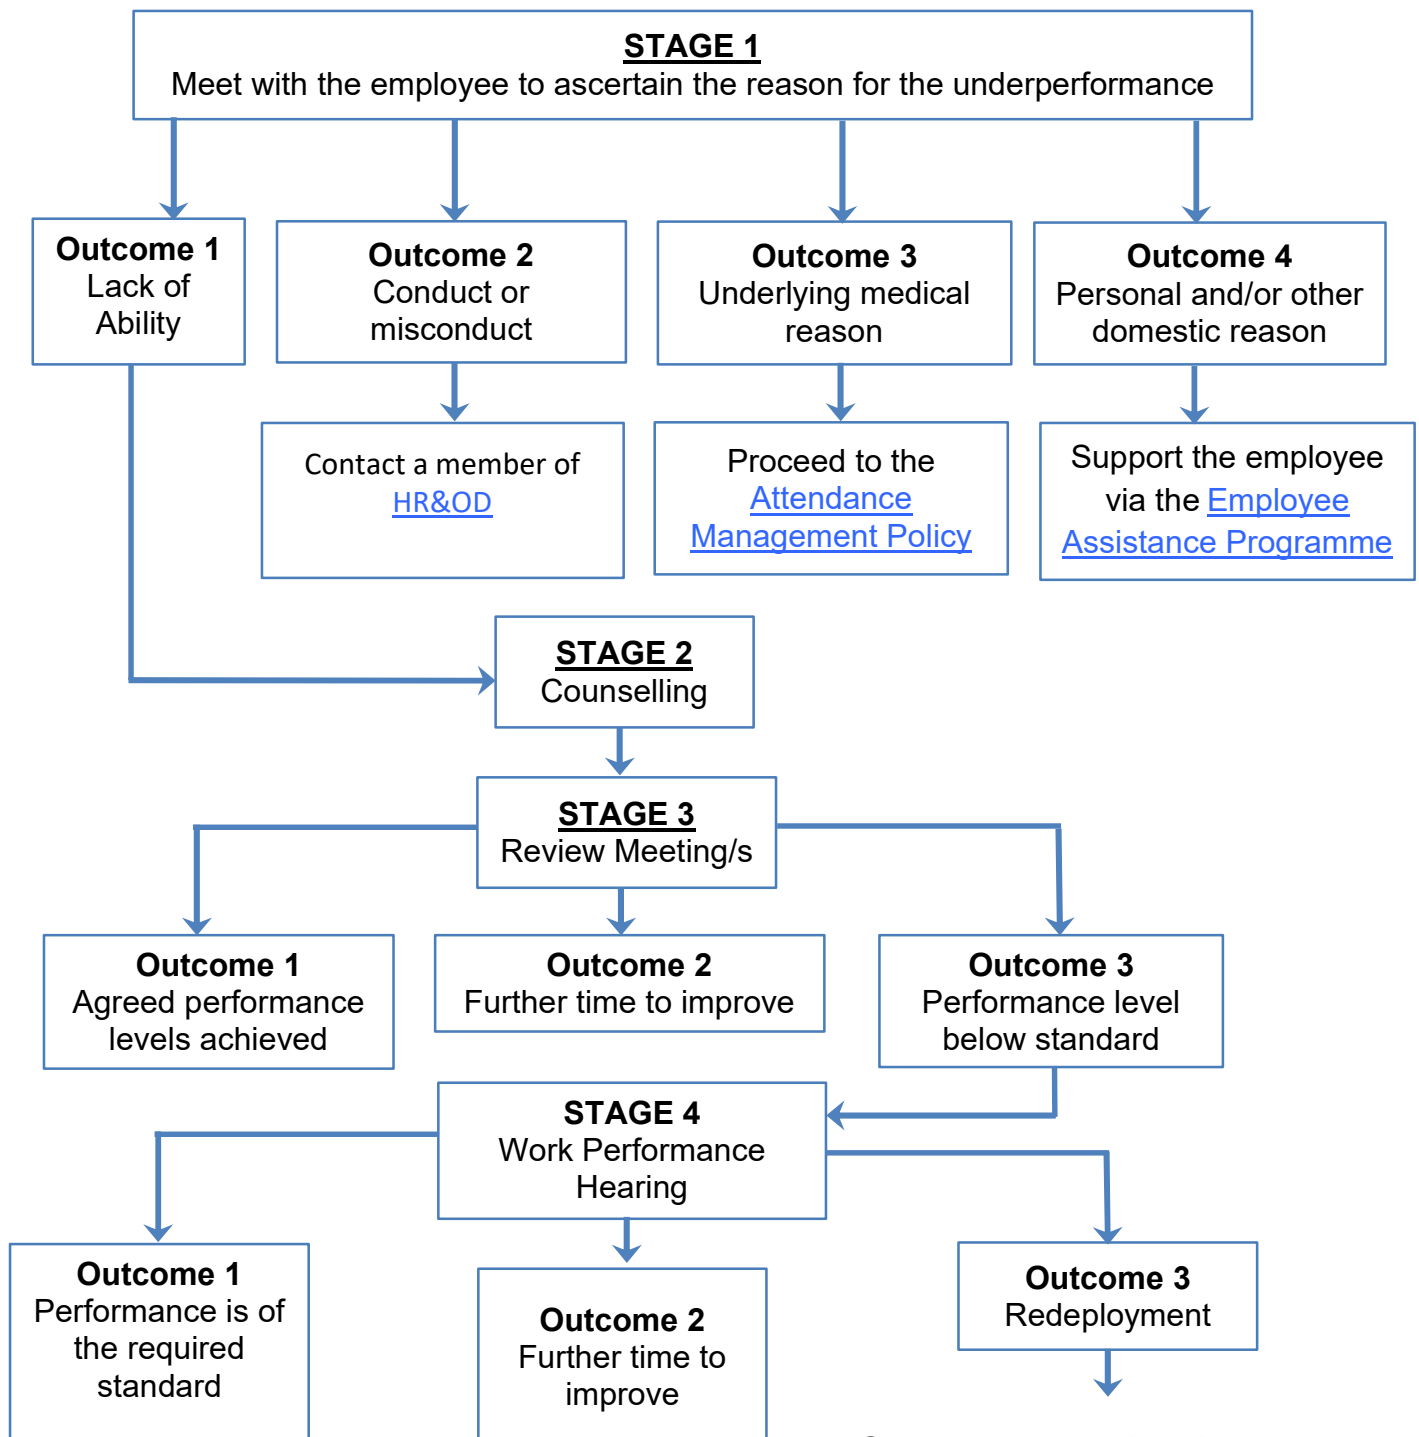 STAGE 1
Meet with the employee to ascertain the reason for the underperformance
Outcome 1
Lack of
Ability
Outcome 2
Conduct or
misconduct
Outcome 3
Underlying medical
reason
Outcome 4
Personal and/or other
domestic reason
Contact a member of
HR&OD
Proceed to the
Attendance
Management Policy
Support the employee
via the Employee
Assistance Programme
STAGE 2
Counselling
STAGE 3
Review Meeting/s
Outcome 1
Agreed performance
levels achieved
Outcome 2
Further time to improve
Outcome 3
Performance level
below standard
STAGE 4
Work Performance
Hearing
Outcome 1
Performance is of
the required
standard
Outcome 2
Further time to
improve
Outcome 3
Redeployment